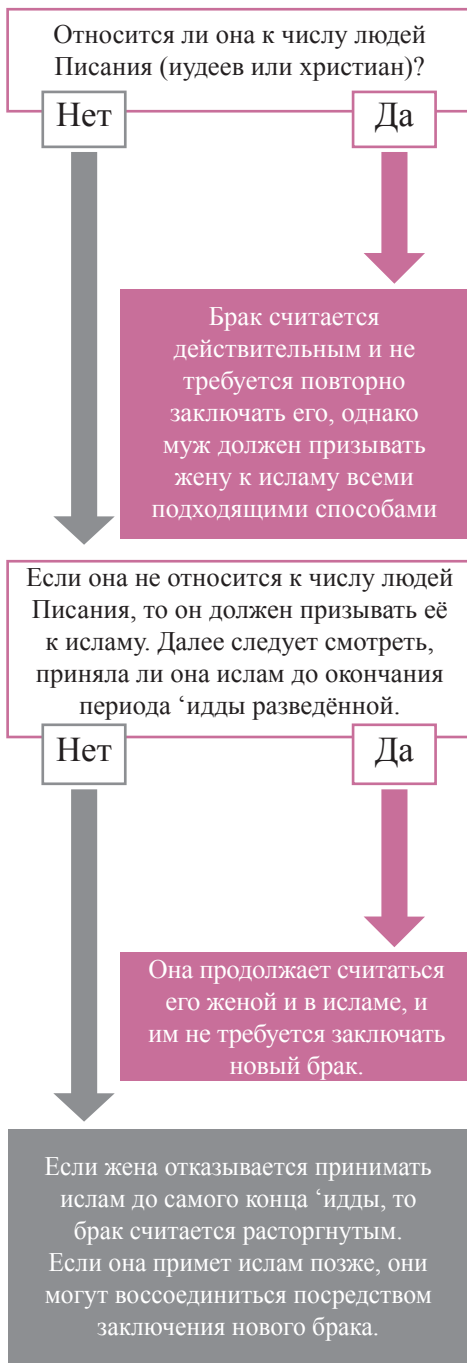 Относится ли она к числу людей
Писания (иудеев или христиан)?
Нет
Да
Брак считается
действительным и не
требуется повторно
заключать его, однако
муж должен призывать
жену к исламу всеми
подходящими способами
Если она не относится к числу людей
Писания, то он должен призывать её
к исламу. Далее следует смотреть,
приняла ли она ислам до окончания
периода ‘идды разведённой.
Нет
Да
Она продолжает считаться
его женой и в исламе, и
им не требуется заключать
новый брак.
Если жена отказывается принимать
ислам до самого конца ‘идды, то
брак считается расторгнутым.
Если она примет ислам позже, они
могут воссоединиться посредством
заключения нового брака.